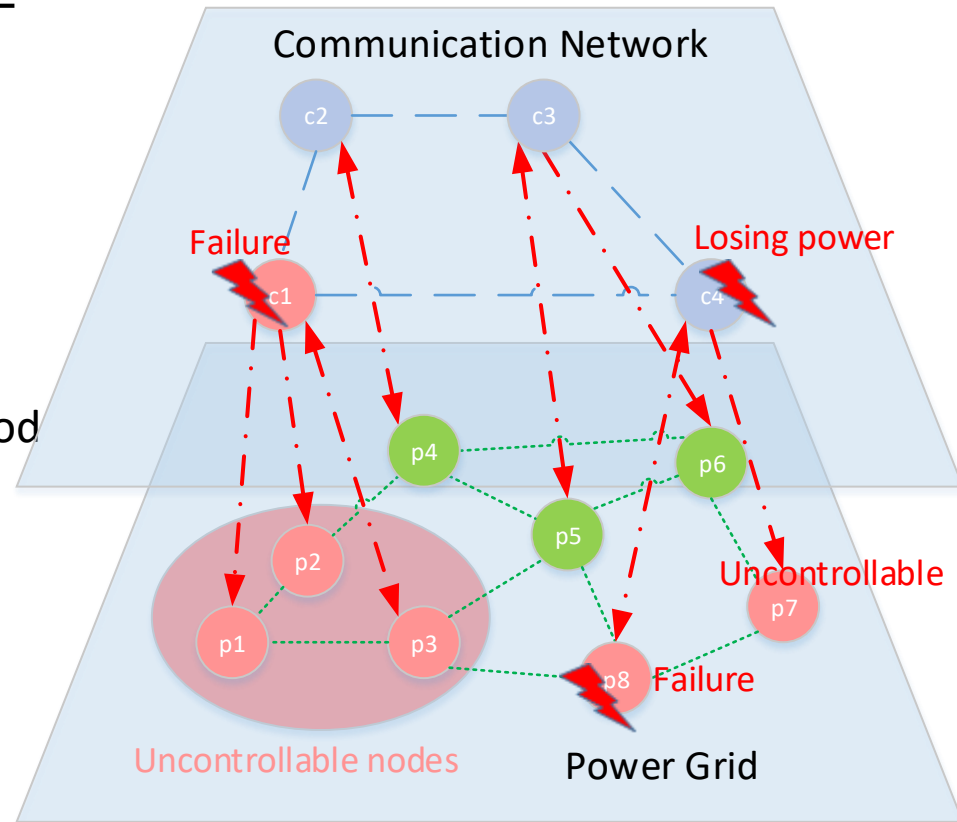 Communication Network
c2
c3
Failure
Losing power
c1
c4
od
p4
p6
p5
p2
Uncontrollable
p7
p1
p3
p8
Failure
Uncontrollable nodes
Power Grid